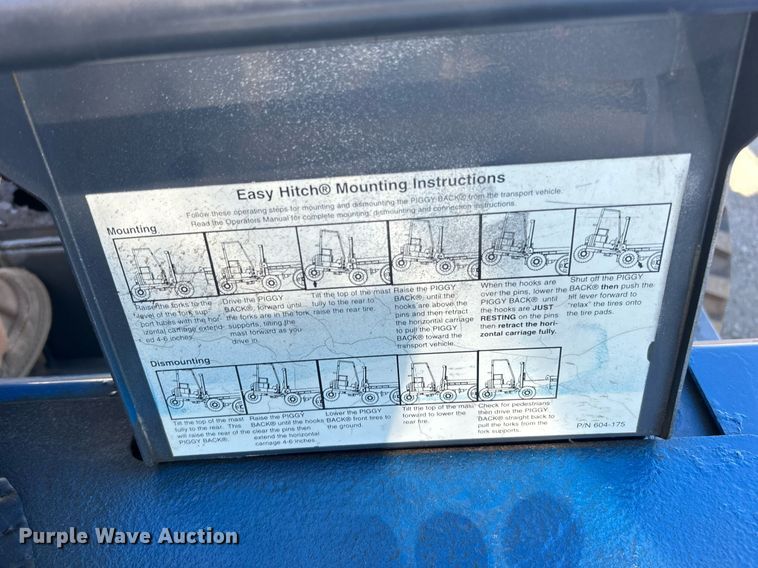 Easy Hitch® Mounting Instructions
Follow these operating steps for mounting and dismounting the PIGGY-BACK® from the transport vehicle.
Read the Operators Manual for complete mounting, dismounting and connection instructions.
Mounting
Raise the forks to the
level of the fork sup-
port tubes with the hor-
izontal carriage extend-
ed 4-6 inches.
Drive the PIGGY
BACK® forward until
the forks are in the fork
supports, tilting the
mast forward as you
drive in.
Tilt the top of the mast
fully to the rear to
raise the rear tire.
Raise the PIGGY
BACK® until the
hooks are above the
pins and then retract
the horizontal carriage
to pull the PIGGY
BACK® toward the
transport vehicle.
When the hooks are
over the pins, lower the
PIGGY BACK® until
the hooks are JUST
RESTING on the pins
then retract the hori-
zontal carriage fully.
Shut off the PIGGY
BACK® then push the
tilt lever forward to
"relax" the tires onto
the tire pads.
Dismounting
Tilt the top of the mast
fully to the rear. This
will raise the rear of the
PIGGY BACK®.
Raise the PIGGY
BACK® until the hooks
clear the pins then
extend the horizontal
carriage 4-6 inches.
Lower the PIGGY
BACK® front tires to
the ground.
Tilt the top of the mast
forward to lower the
rear tire.
Check for pedestrians
then drive the PIGGY
BACK® straight back to
pull the forks from the
fork supports.
P/N 604-175
Purple Wave Auction